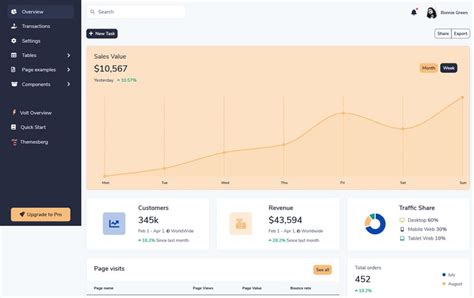 Overview
Transactions
Settings
Tables
Page examples
Components
Volt Overview
Quick Start
Themesberg
Upgrade to Pro
Search
Bonnie Green
New Task
Share
Export
Sales Value
$10,567
Yesterday 10.57%
Month
Week
Mon
Tue
Wed
Thu
Fri
Sat
Sun
Customers
345k
Feb 1 - Apr 1, WorldWide
18.2% Since last month
Revenue
$43,594
Feb 1 - Apr 1, Worldwide
28.2% Since last month
Traffic Share
Desktop 60%
Mobile Web 30%
Tablet Web 10%
Page visits
See all
Page name
Page Views
Page Value
Bounce rate
Total orders
452
18.2%
July
August